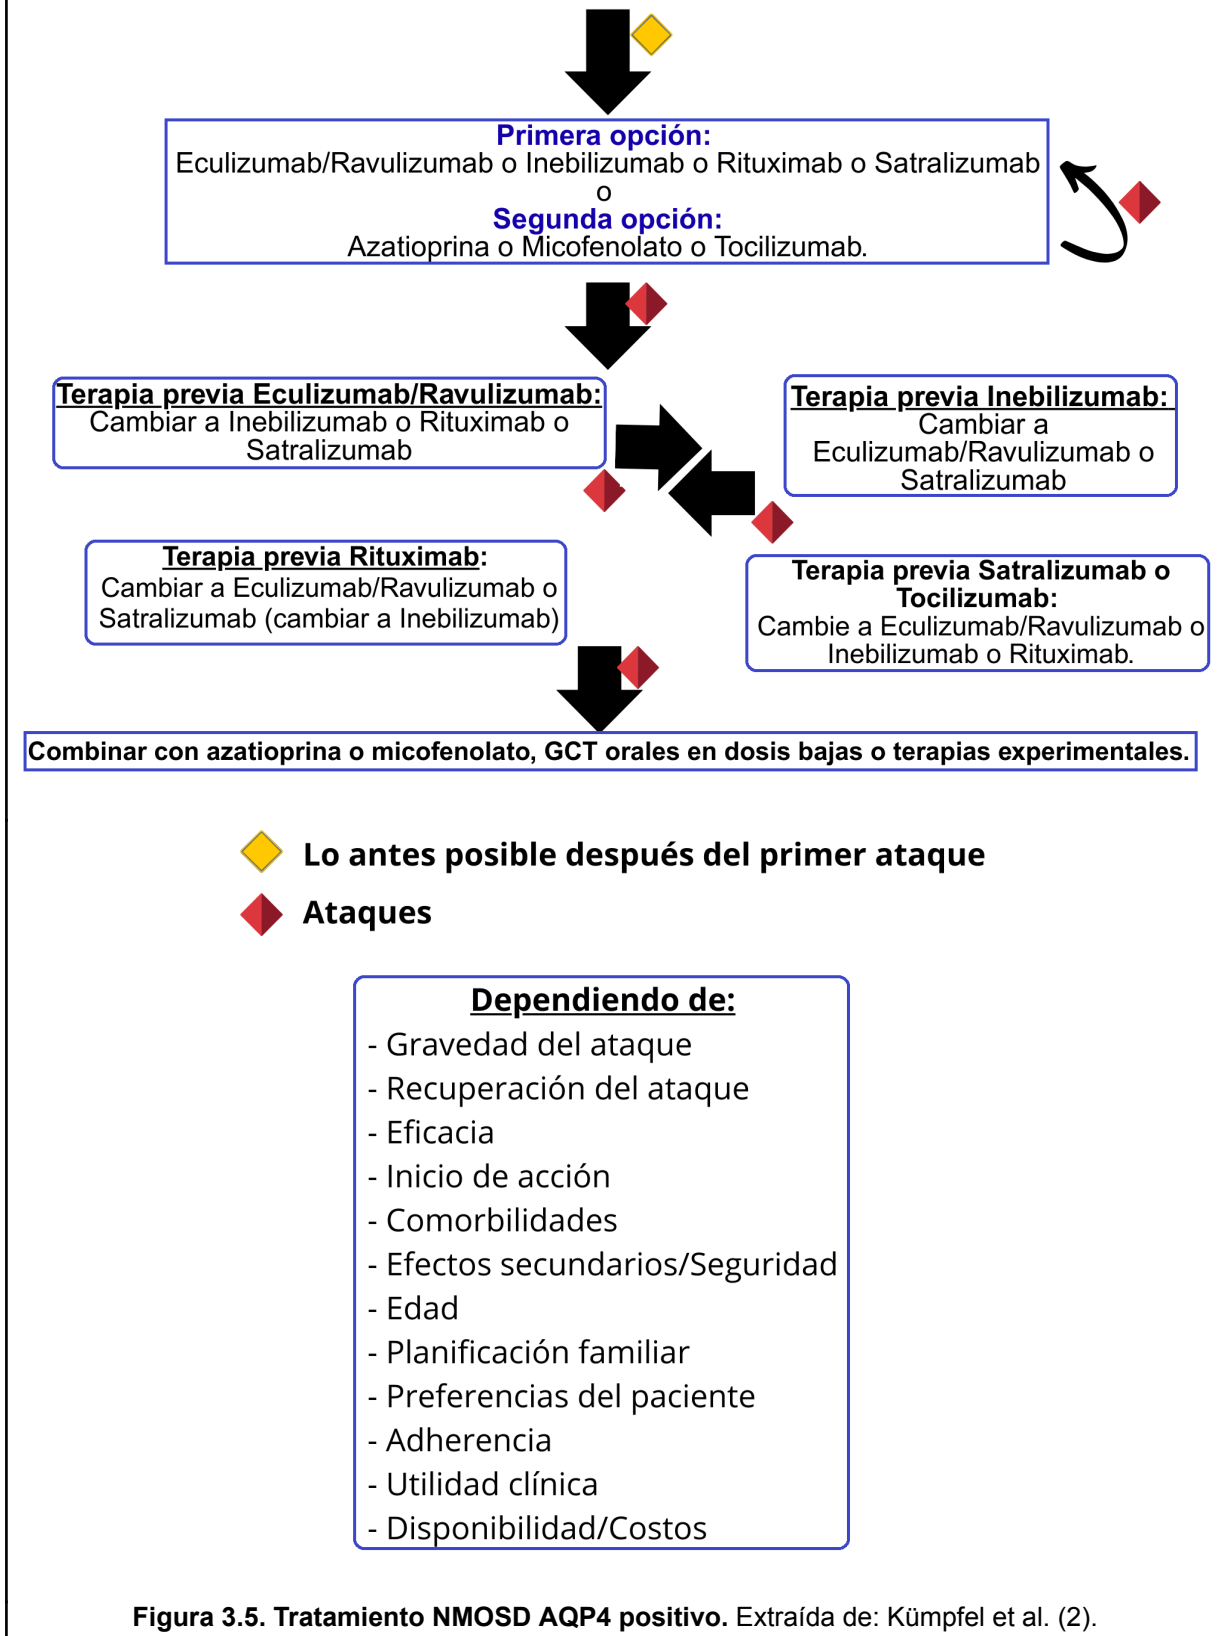 Primera opción:
Eculizumab/Ravulizumab o Inebilizumab o Rituximab o Satralizumab
o
Segunda opción:
Azatioprina o Micofenolato o Tocilizumab.
Terapia previa Eculizumab/Ravulizumab:
Cambiar a Inebilizumab o Rituximab o
Satralizumab
Terapia previa Inebilizumab:
Cambiar a
Eculizumab/Ravulizumab o
Satralizumab
Terapia previa Rituximab:
Cambiar a Eculizumab/Ravulizumab o
Satralizumab (cambiar a Inebilizumab)
Terapia previa Satralizumab o
Tocilizumab:
Cambie a Eculizumab/Ravulizumab o
Inebilizumab o Rituximab.
Combinar con azatioprina o micofenolato, GCT orales en dosis bajas o terapias experimentales.
Lo antes posible después del primer ataque
Ataques
Dependiendo de:
- Gravedad del ataque
- Recuperación del ataque
- Eficacia
- Inicio de acción
- Comorbilidades
- Efectos secundarios/Seguridad
- Edad
- Planificación familiar
- Preferencias del paciente
- Adherencia
- Utilidad clínica
- Disponibilidad/Costos
Figura 3.5. Tratamiento NMOSD AQP4 positivo. Extraída de: Kümpfel et al. (2).